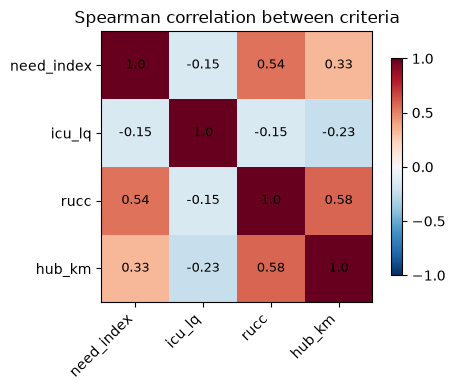 Spearman correlation between criteria
need_index 1.0 -0.15 0.54 0.33
icu_lq -0.15 1.0 -0.15 -0.23
rucc 0.54 -0.15 1.0 0.58
hub_km 0.33 -0.23 0.58 1.0
need_index icu_lq rucc hub_km
1.0
0.5
0.0
−0.5
−1.0